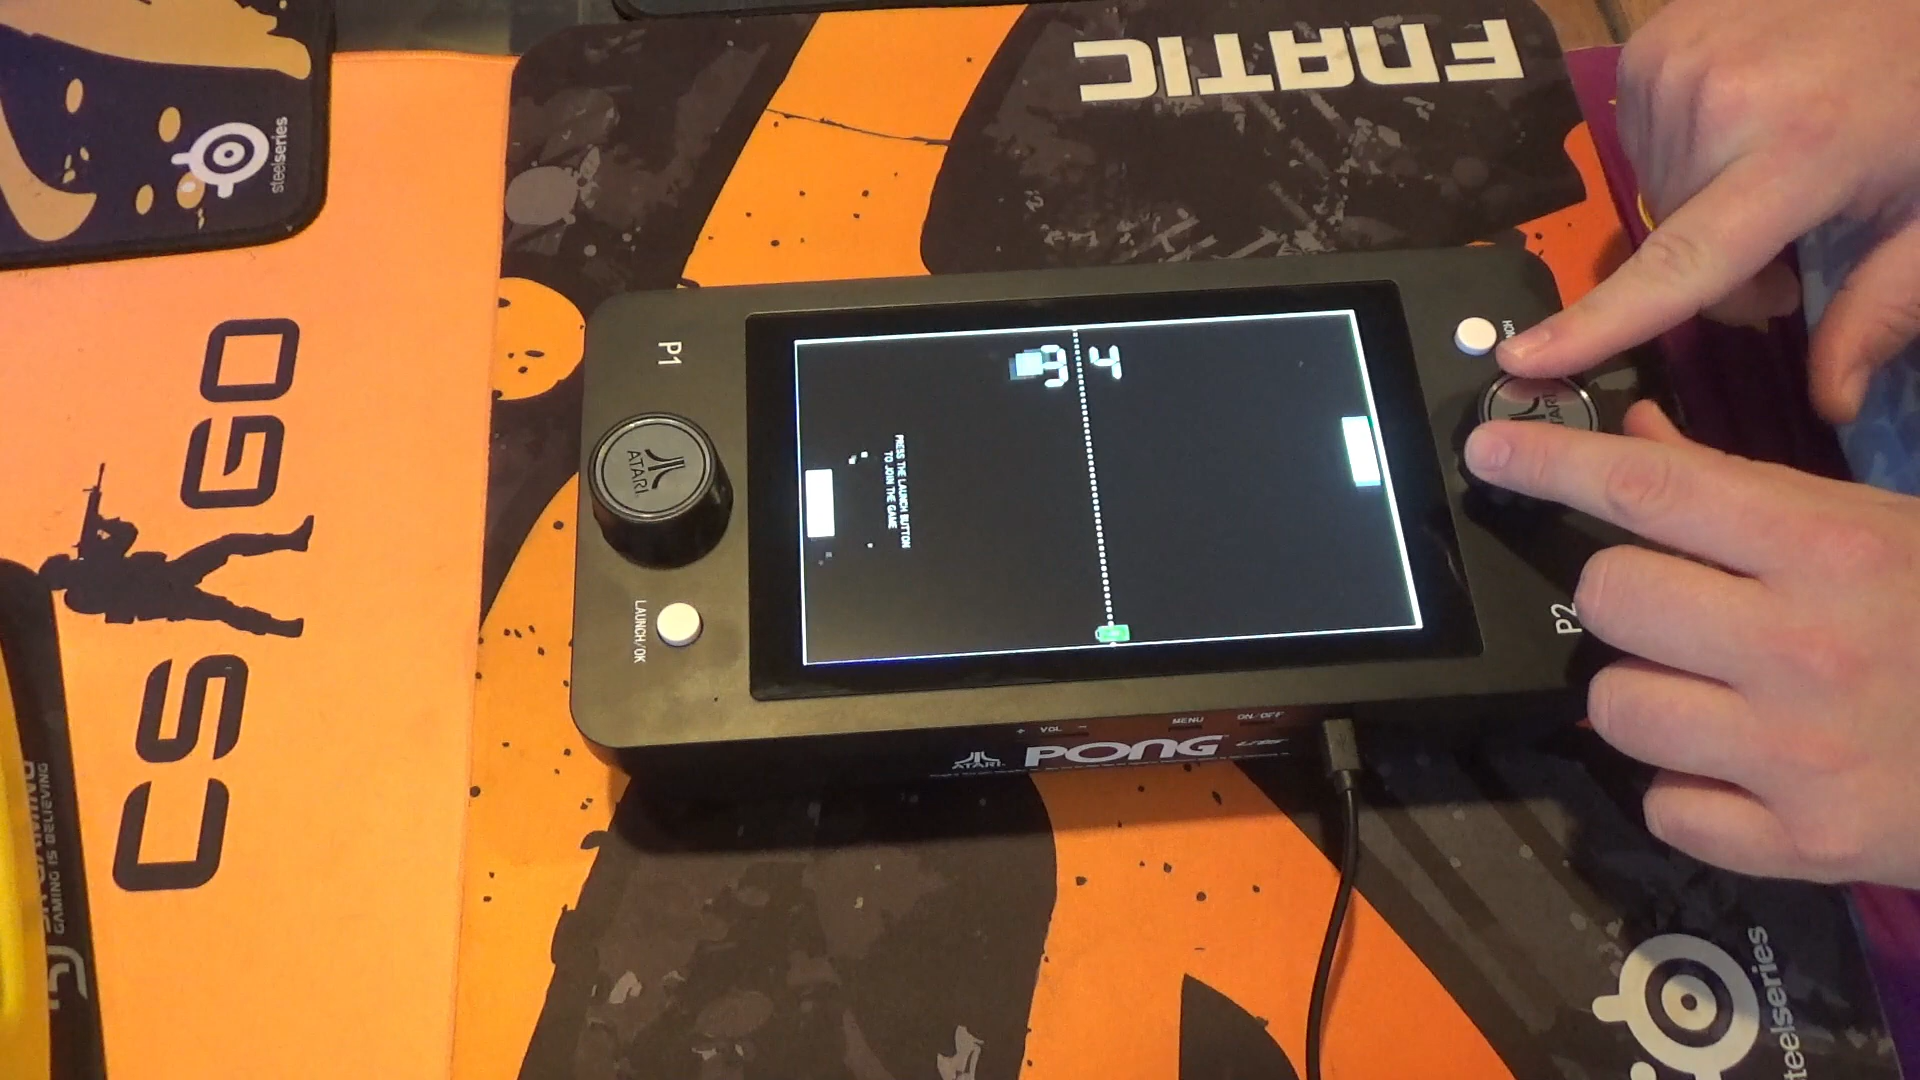 FNATIC
steelseries
CS GO
P1
ATARI
LAUNCH/OK
3
PRESS THE LAUNCH BUTTON
TO JOIN THE GAME
ATARI
P2
+ VOL -
MENU
ON/OFF
ATARI
PONG
GAMING IS BELIEVING
steelseries